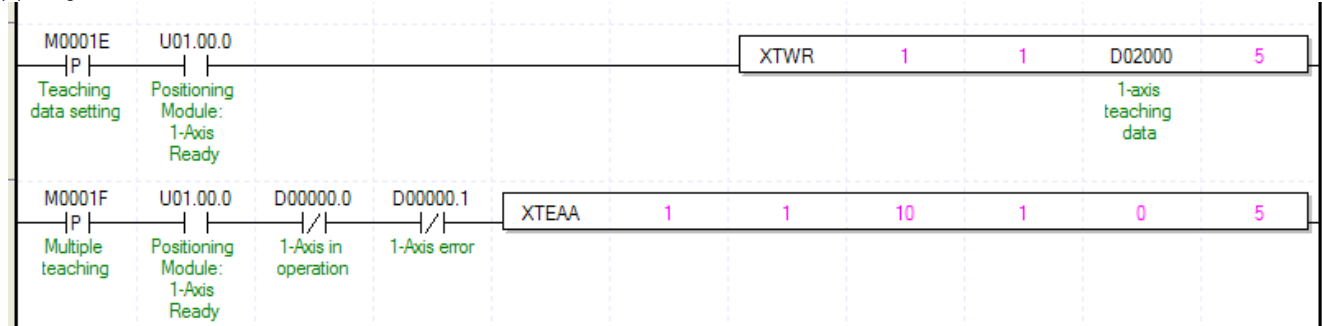 M0001E U01.00.0
P
XTWR 1 1 D02000 5
Teaching data setting
Positioning Module: 1-Axis Ready
1-axis teaching data
M0001F U01.00.0 D00000.0 D00000.1
P
XTEAA 1 1 10 1 0 5
Multiple teaching
Positioning Module: 1-Axis Ready
1-Axis in operation
1-Axis error